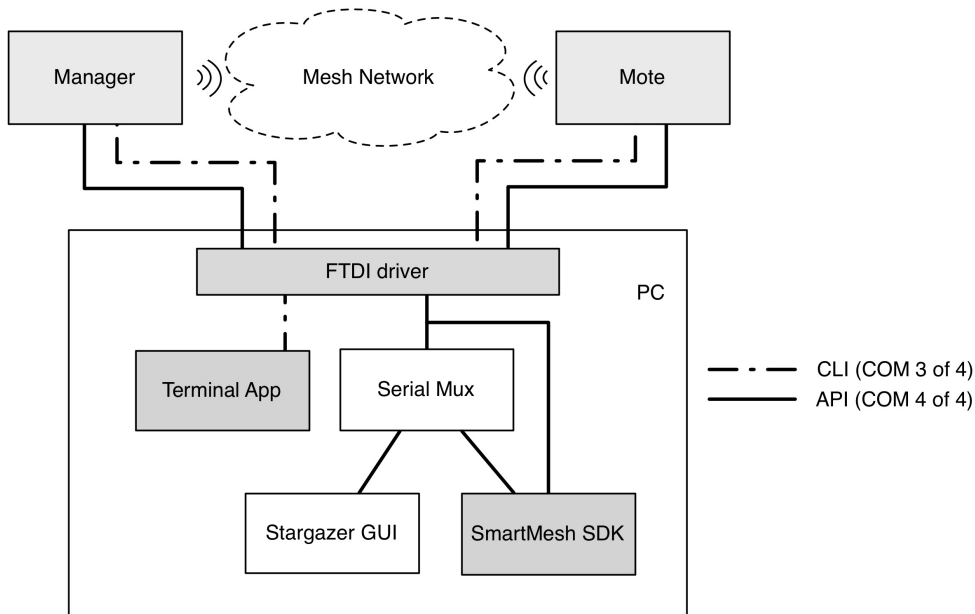 Manager
Mesh Network
Mote
FTDI driver
PC
Terminal App
Serial Mux
CLI (COM 3 of 4)
API (COM 4 of 4)
Stargazer GUI
SmartMesh SDK